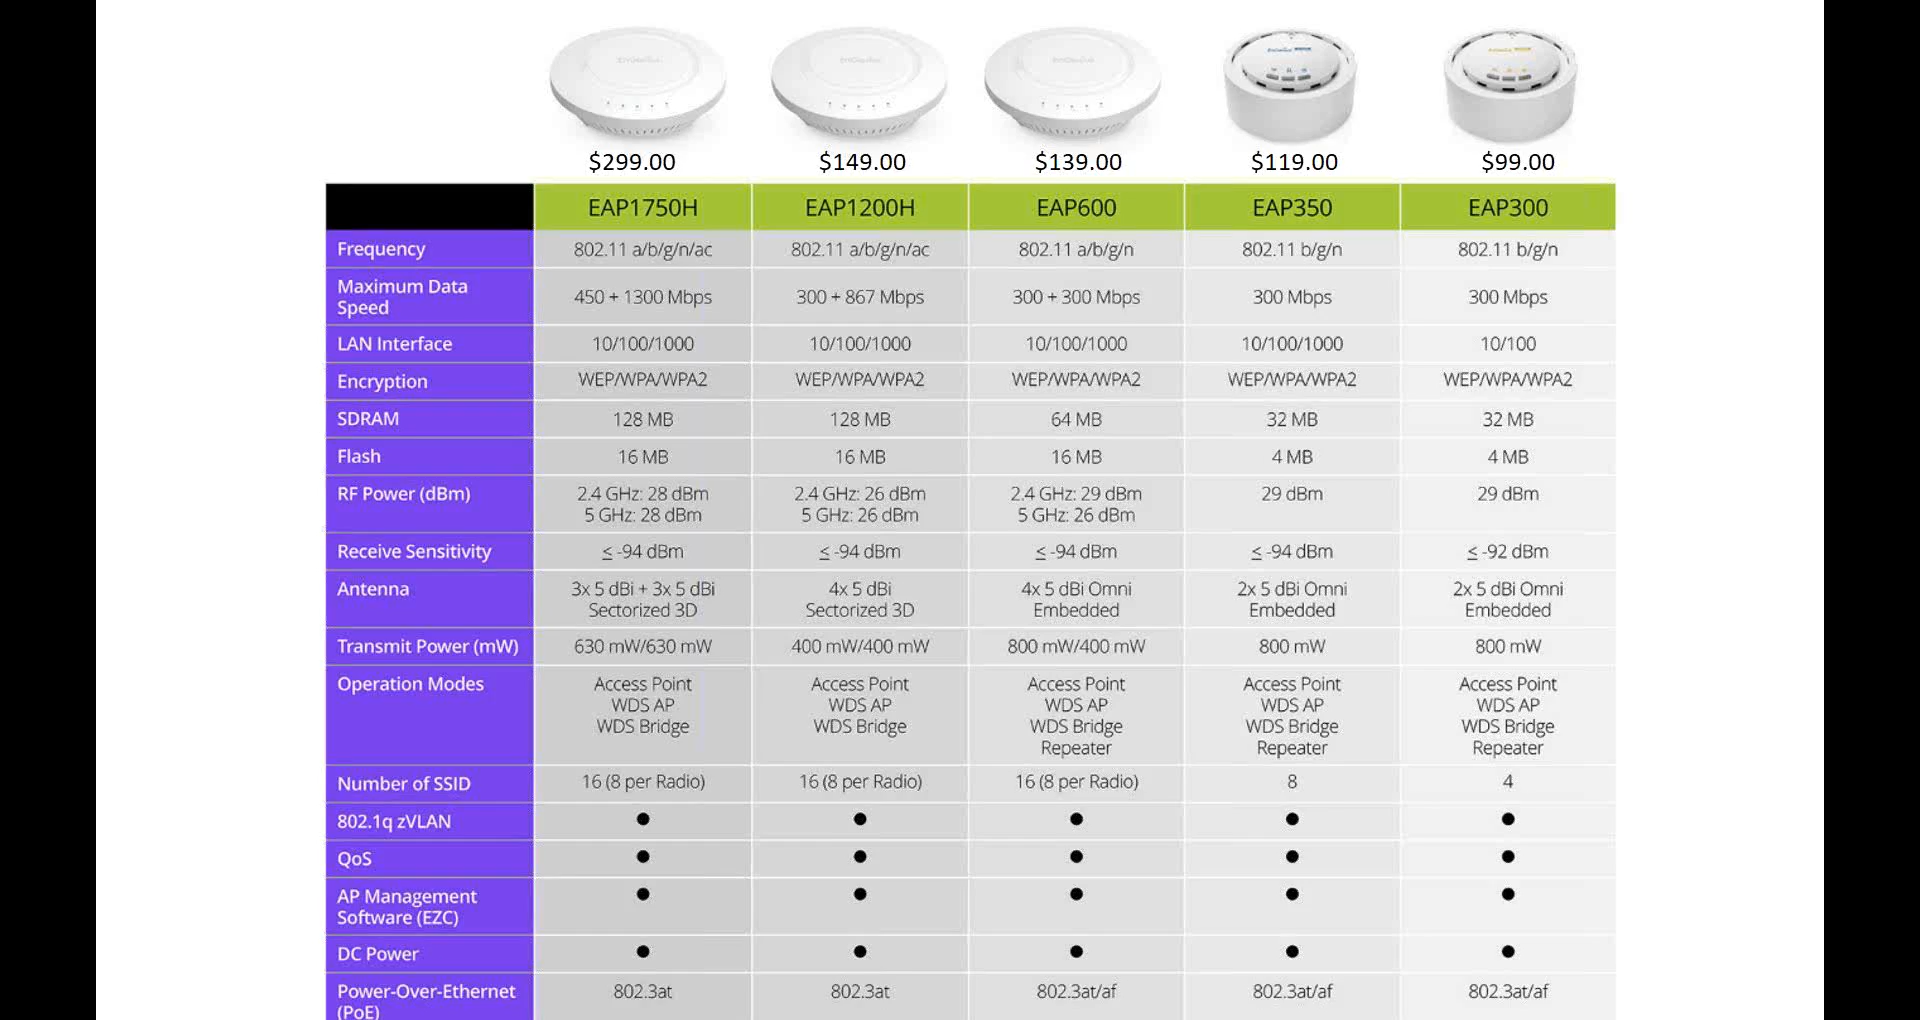 $299.00 $149.00 $139.00 $119.00 $99.00
EAP1750H EAP1200H EAP600 EAP350 EAP300
Frequency 802.11 a/b/g/n/ac 802.11 a/b/g/n/ac 802.11 a/b/g/n 802.11 b/g/n 802.11 b/g/n
Maximum Data
Speed 450 + 1300 Mbps 300 + 867 Mbps 300 + 300 Mbps 300 Mbps 300 Mbps
LAN Interface 10/100/1000 10/100/1000 10/100/1000 10/100/1000 10/100
Encryption WEP/WPA/WPA2 WEP/WPA/WPA2 WEP/WPA/WPA2 WEP/WPA/WPA2 WEP/WPA/WPA2
SDRAM 128 MB 128 MB 64 MB 32 MB 32 MB
Flash 16 MB 16 MB 16 MB 4 MB 4 MB
RF Power (dBm) 2.4 GHz: 28 dBm 2.4 GHz: 26 dBm 2.4 GHz: 29 dBm 29 dBm 29 dBm
5 GHz: 28 dBm 5 GHz: 26 dBm 5 GHz: 26 dBm
Receive Sensitivity ≤ -94 dBm ≤ -94 dBm ≤ -94 dBm ≤ -94 dBm ≤ -92 dBm
Antenna 3x 5 dBi + 3x 5 dBi 4x 5 dBi 4x 5 dBi Omni 2x 5 dBi Omni 2x 5 dBi Omni
Sectorized 3D Sectorized 3D Embedded Embedded Embedded
Transmit Power (mW) 630 mW/630 mW 400 mW/400 mW 800 mW/400 mW 800 mW 800 mW
Operation Modes Access Point Access Point Access Point Access Point Access Point
WDS AP WDS AP WDS AP WDS AP WDS AP
WDS Bridge WDS Bridge WDS Bridge WDS Bridge WDS Bridge
Repeater Repeater Repeater
Number of SSID 16 (8 per Radio) 16 (8 per Radio) 16 (8 per Radio) 8 4
802.1q zVLAN ● ● ● ● ●
QoS ● ● ● ● ●
AP Management ● ● ● ● ●
Software (EZC)
DC Power ● ● ● ● ●
Power-Over-Ethernet 802.3at 802.3at 802.3at/af 802.3at/af 802.3at/af
(PoE)